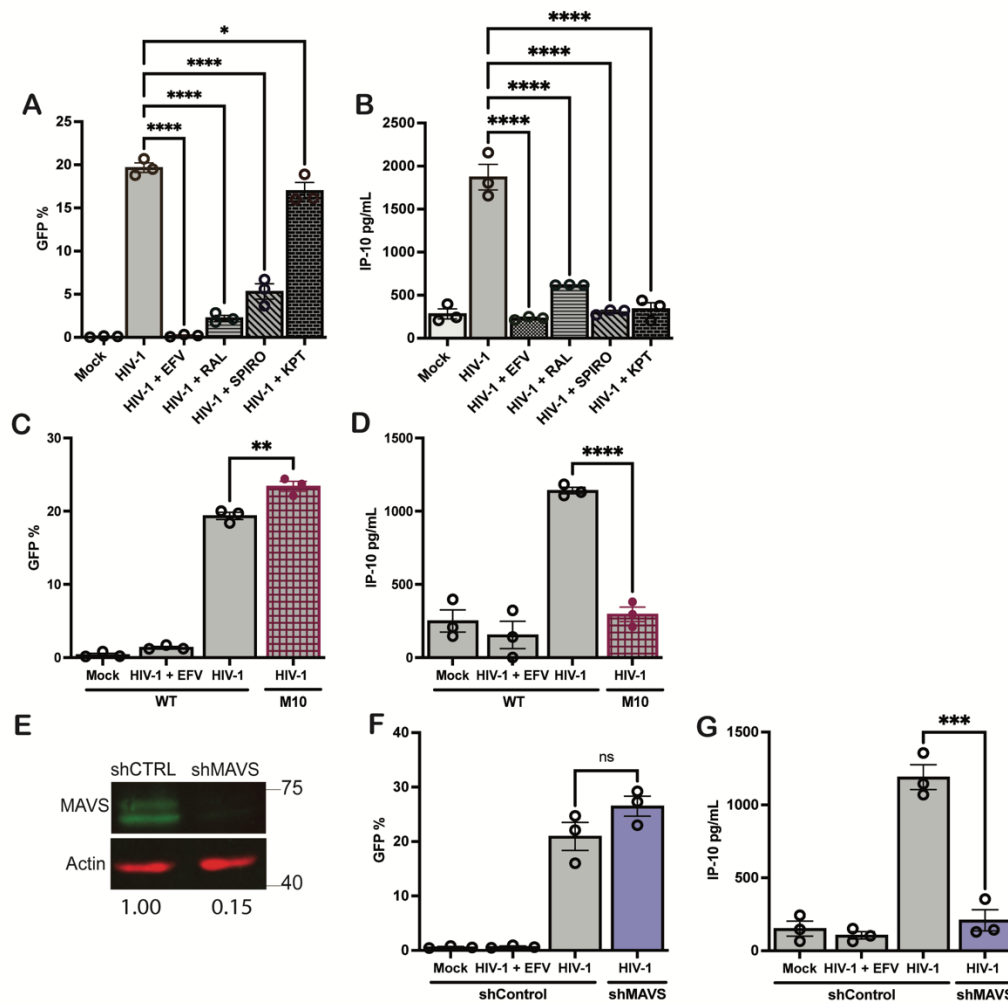 A
*
****
****
****
GFP %
25
20
15
10
5
0
Mock
HIV-1
HIV-1 + EFV
HIV-1 + RAL
HIV-1 + SPIRO
HIV-1 + KPT
B
****
****
****
****
IP-10 pg/mL
2500
2000
1500
1000
500
0
Mock
HIV-1
HIV-1 + EFV
HIV-1 + RAL
HIV-1 + SPIRO
HIV-1 + KPT
C
**
GFP %
30
20
10
0
Mock HIV-1 + EFV HIV-1 HIV-1
WT M10
D
****
IP-10 pg/mL
1500
1000
500
0
Mock HIV-1 + EFV HIV-1 HIV-1
WT M10
E
shCTRL shMAVS
MAVS
75
Actin
40
1.00 0.15
F
ns
GFP %
40
30
20
10
0
Mock HIV-1 + EFV HIV-1 HIV-1
shControl shMAVS
G
***
IP-10 pg/mL
1500
1000
500
0
Mock HIV-1 + EFV HIV-1 HIV-1
shControl shMAVS